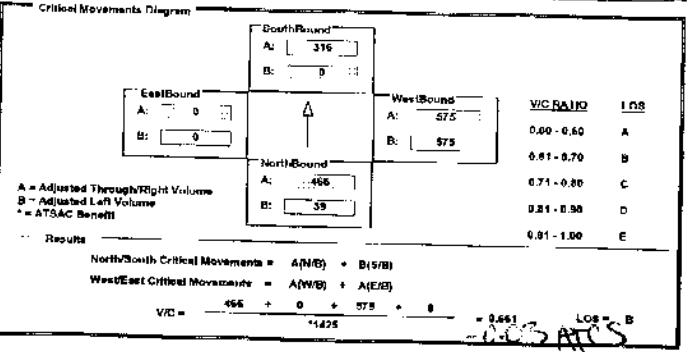 Critical Movements Diagram
SouthBound
A: 316
B: 0
EastBound
A: 0
B: 0
WestBound
A: 575
B: 575
NorthBound
A: 466
B: 39
A = Adjusted Through/Right Volume
B = Adjusted Left Volume
* = ATSAC Benefit
V/C RATIO LOS
0.00 - 0.60 A
0.61 - 0.70 B
0.71 - 0.80 C
0.81 - 0.90 D
0.91 - 1.00 E
Results
North/South Critical Movements = A(N/B) + B(S/B)
West/East Critical Movements = A(W/B) + A(E/B)
V/C = 466 + 0 + 575 + 0 = 0.661 LOS = B
*1425
ATCS